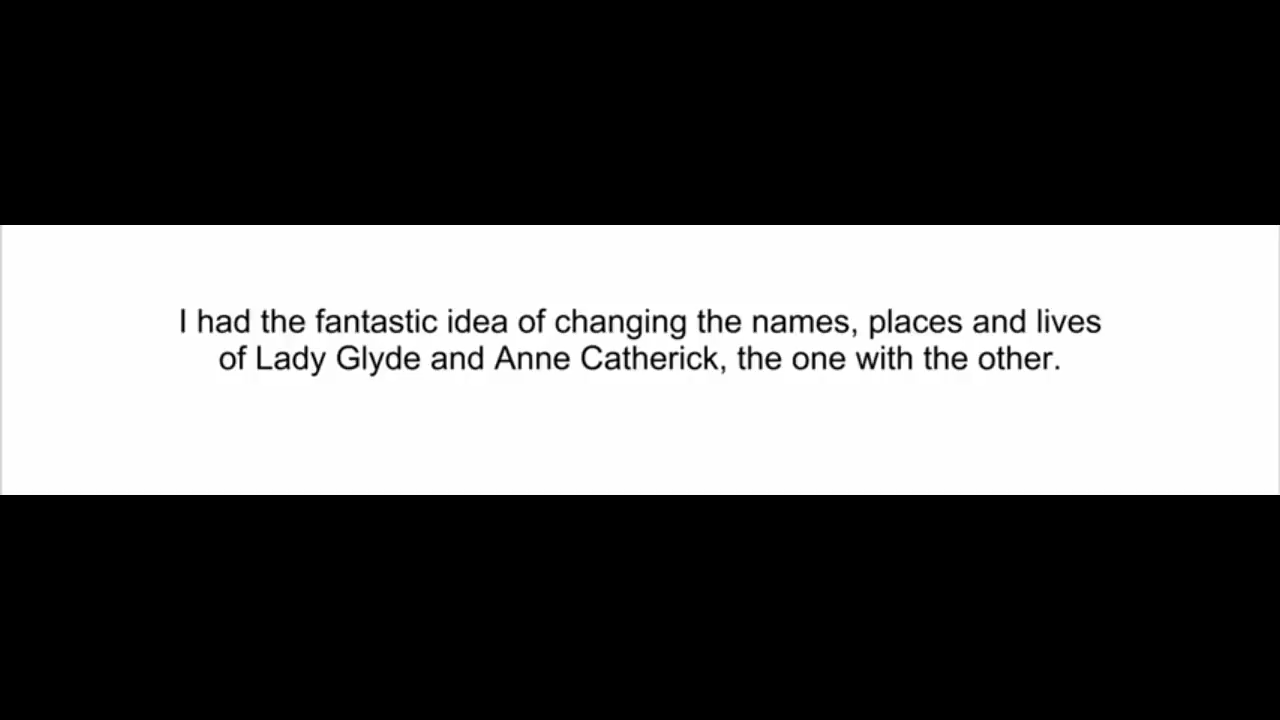 I had the fantastic idea of changing the names, places and lives
of Lady Glyde and Anne Catherick, the one with the other.